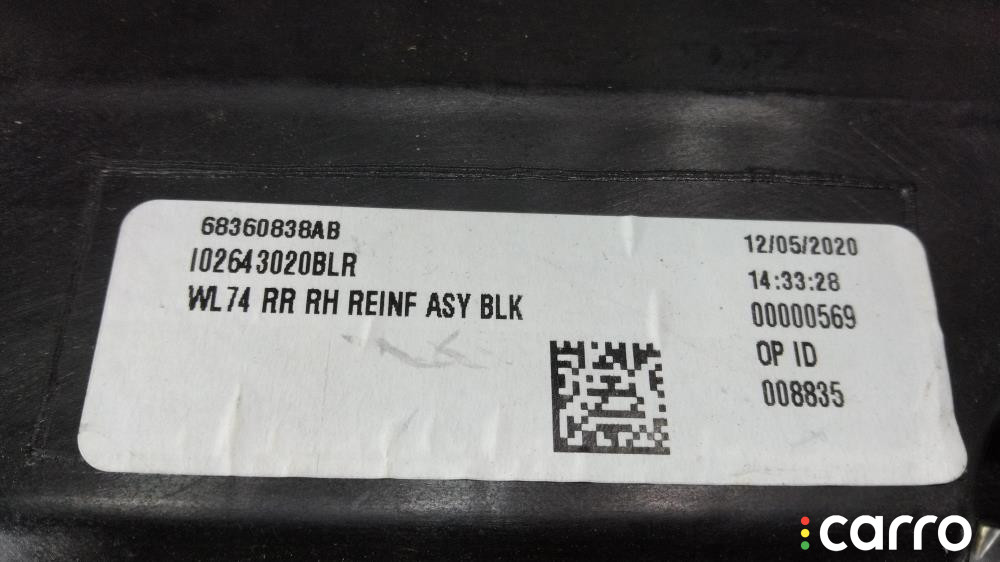 68360838AB
I02643020BLR
WL74 RR RH REINF ASY BLK
12/05/2020
14:33:28
00000569
OP ID
008835
carro